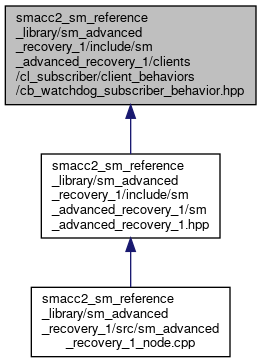 smacc2_sm_reference
_library/sm_advanced
_recovery_1/include/sm
_advanced_recovery_1/clients
/cl_subscriber/client_behaviors
/cb_watchdog_subscriber_behavior.hpp
smacc2_sm_reference
_library/sm_advanced
_recovery_1/include/sm
_advanced_recovery_1/sm
_advanced_recovery_1.hpp
smacc2_sm_reference
_library/sm_advanced
_recovery_1/src/sm_advanced
_recovery_1_node.cpp